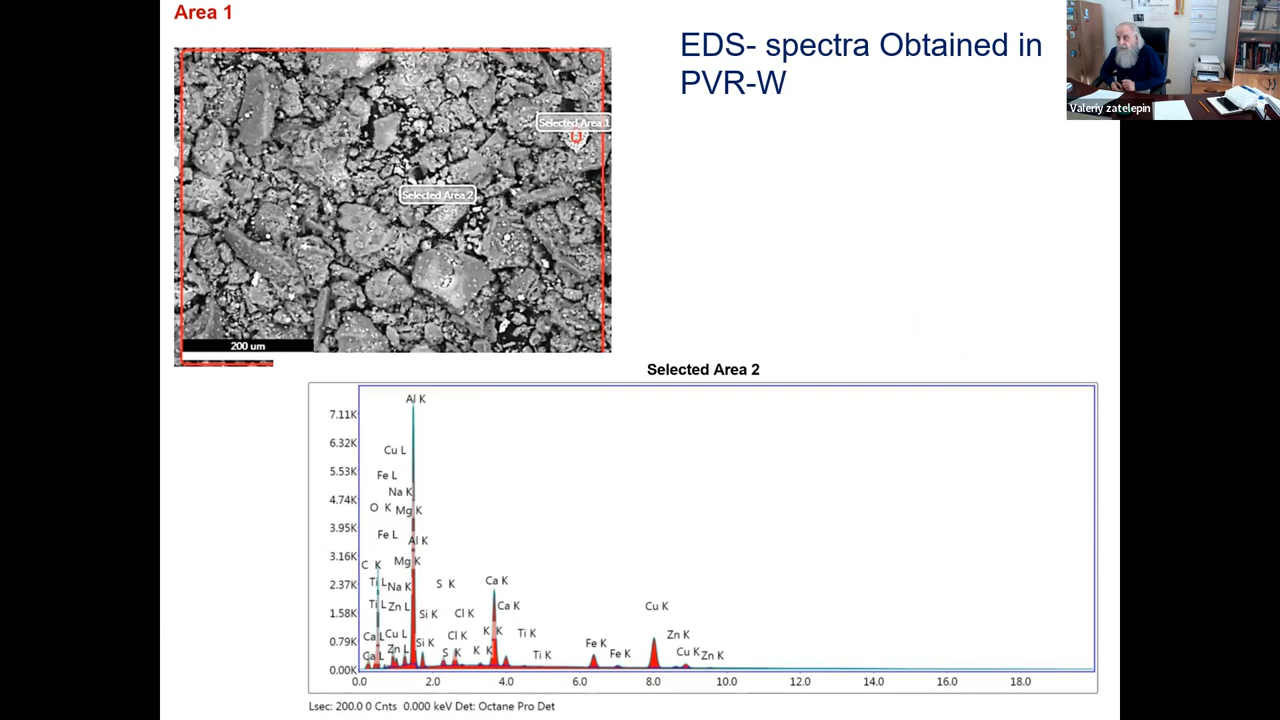 Area 1
EDS- spectra Obtained in
PVR-W
Valeriy zatelepin
Selected Area 1
Selected Area 2
200 um
Selected Area 2
7.11K
6.32K
5.53K
4.74K
3.95K
3.16K
2.37K
1.58K
0.79K
0.00K
Al K
Cu L
Fe L
Na K
O K
Mg K
Fe L
Al K
C K
Mg K
Ti L
Na K
S K
Ca K
Ti L
Zn L
Si K
Cl K
Ca K
Cu K
Ca L
Cu L
Si K
Cl K
K K
Ti K
Fe K
Zn K
Ca L
Zn L
S K
K K
Ti K
Fe K
Cu K
Zn K
0.0 2.0 4.0 6.0 8.0 10.0 12.0 14.0 16.0 18.0
Lsec: 200.0 0 Cnts 0.000 keV Det: Octane Pro Det